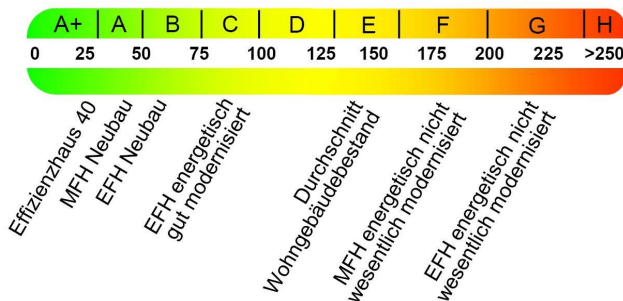 A+ A B C D E F G H
0 25 50 75 100 125 150 175 200 225 >250
Effizienzhaus 40
MFH Neubau
EFH Neubau
EFH energetisch
gut modernisiert
Durchschnitt
Wohngebäudebestand
MFH energetisch nicht
wesentlich modernisiert
EFH energetisch nicht
wesentlich modernisiert